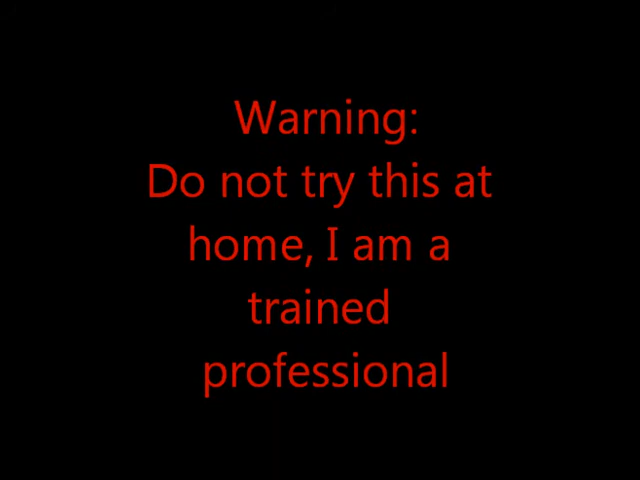 Warning:
Do not try this at
home, I am a
trained
professional